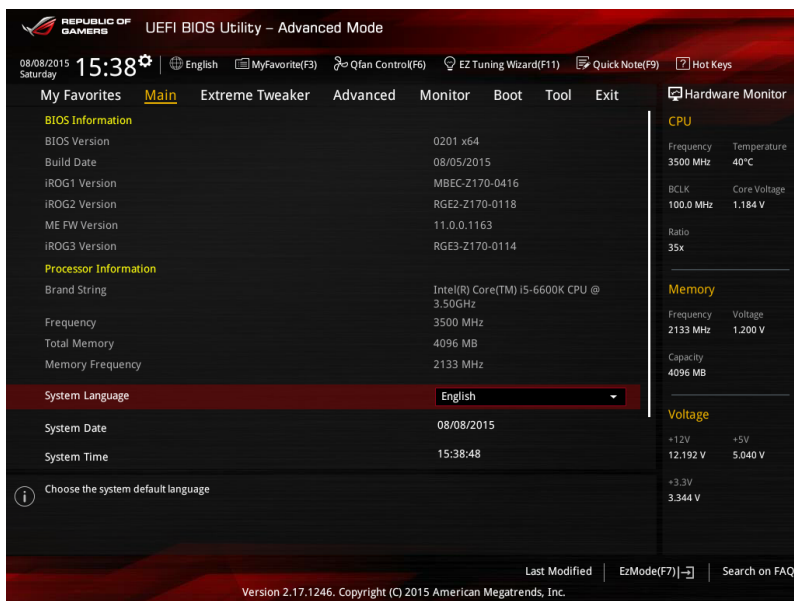 REPUBLIC OF
GAMERS
UEFI BIOS Utility – Advanced Mode
08/08/2015
Saturday
15:38
English
MyFavorite(F3)
Qfan Control(F6)
EZ Tuning Wizard(F11)
Quick Note(F9)
? Hot Keys
My Favorites Main Extreme Tweaker Advanced Monitor Boot Tool Exit
BIOS Information
BIOS Version 0201 x64
Build Date 08/05/2015
iROG1 Version MBEC-Z170-0416
iROG2 Version RGE2-Z170-0118
ME FW Version 11.0.0.1163
iROG3 Version RGE3-Z170-0114
Processor Information
Brand String Intel(R) Core(TM) i5-6600K CPU @
3.50GHz
Frequency 3500 MHz
Total Memory 4096 MB
Memory Frequency 2133 MHz
System Language English
System Date 08/08/2015
System Time 15:38:48
i Choose the system default language
Hardware Monitor
CPU
Frequency Temperature
3500 MHz 40°C
BCLK Core Voltage
100.0 MHz 1.184 V
Ratio
35x
Memory
Frequency Voltage
2133 MHz 1.200 V
Capacity
4096 MB
Voltage
+12V +5V
12.192 V 5.040 V
+3.3V
3.344 V
Last Modified
EzMode(F7)
Search on FAQ
Version 2.17.1246. Copyright (C) 2015 American Megatrends, Inc.